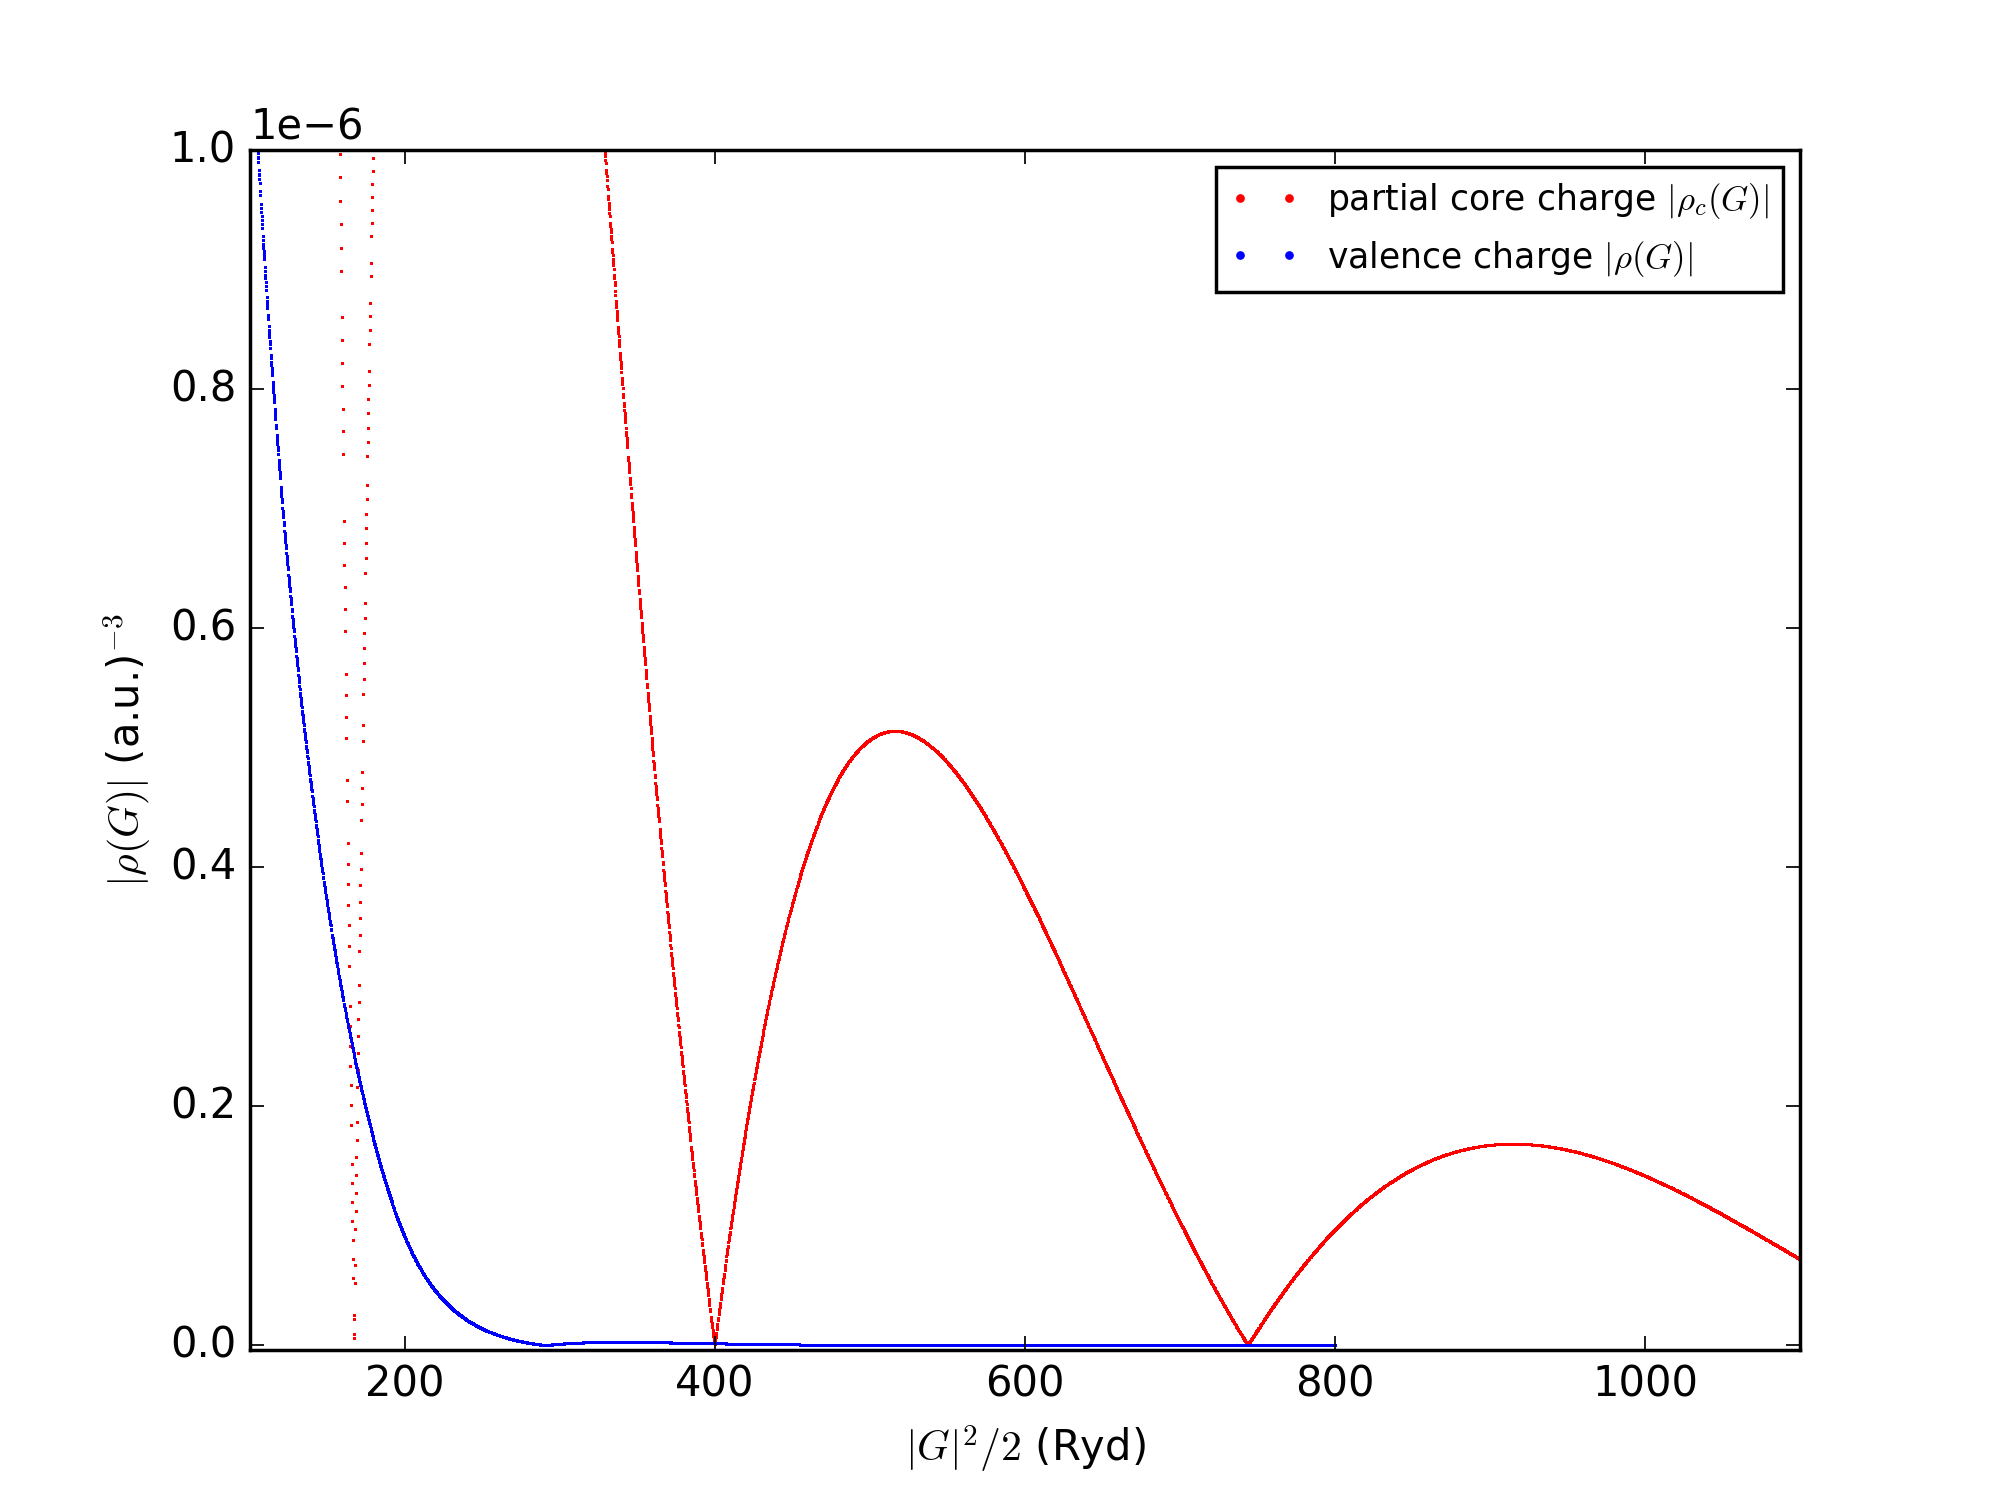 1e−6
1.0
0.8
0.6
0.4
0.2
0.0
|ρ(G)| (a.u.)⁻³
partial core charge |ρ_c(G)|
valence charge |ρ(G)|
200 400 600 800 1000
|G|²/2 (Ryd)